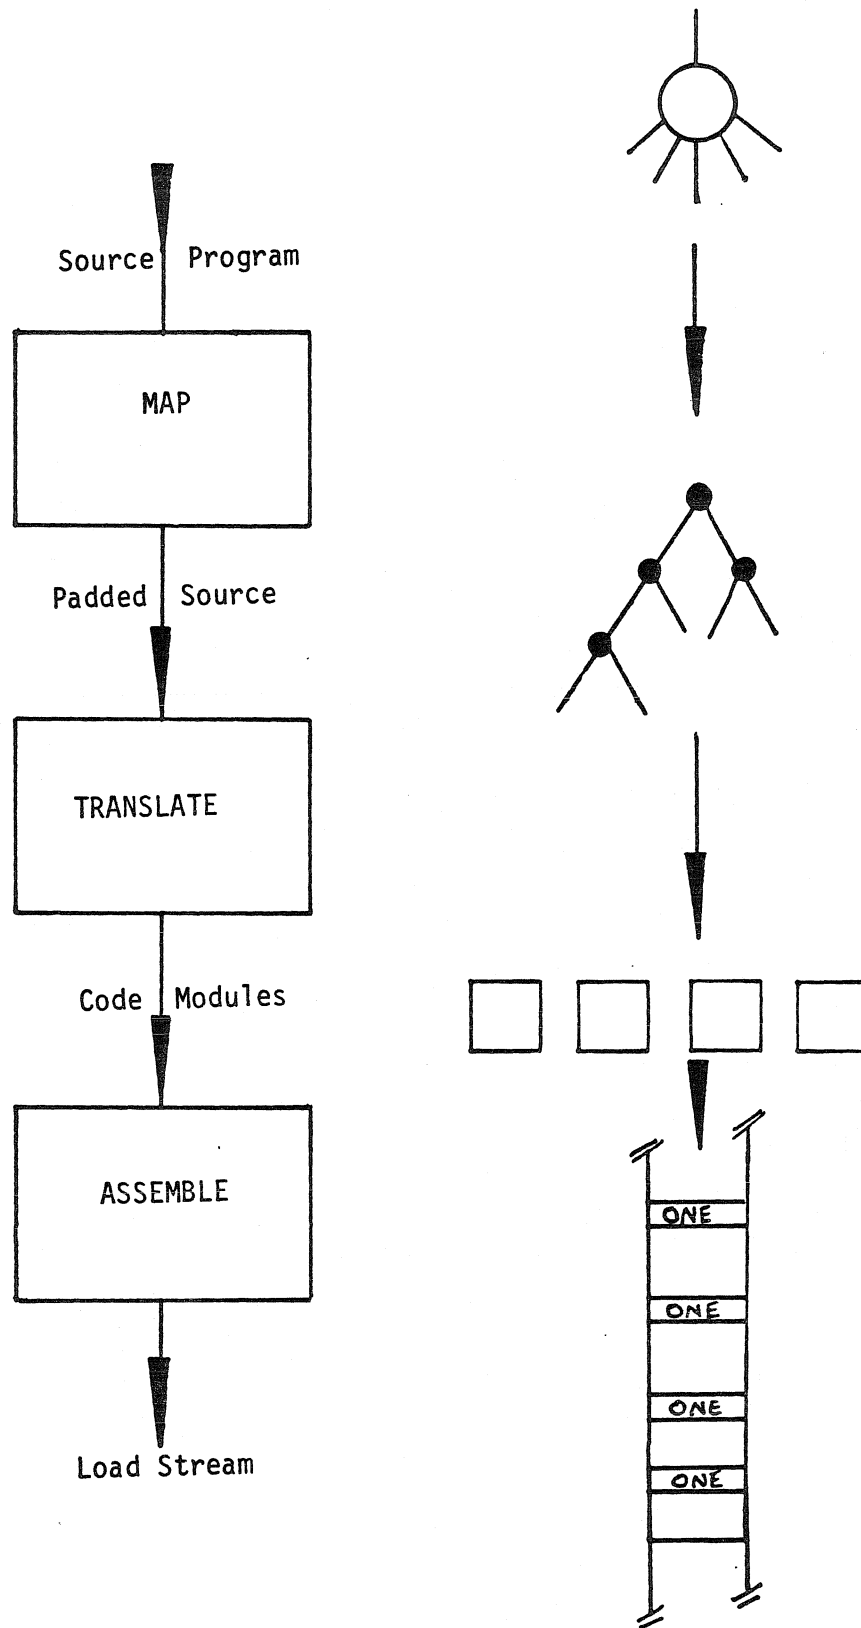 Source Program
MAP
Padded Source
TRANSLATE
Code Modules
ASSEMBLE
Load Stream
ONE
ONE
ONE
ONE